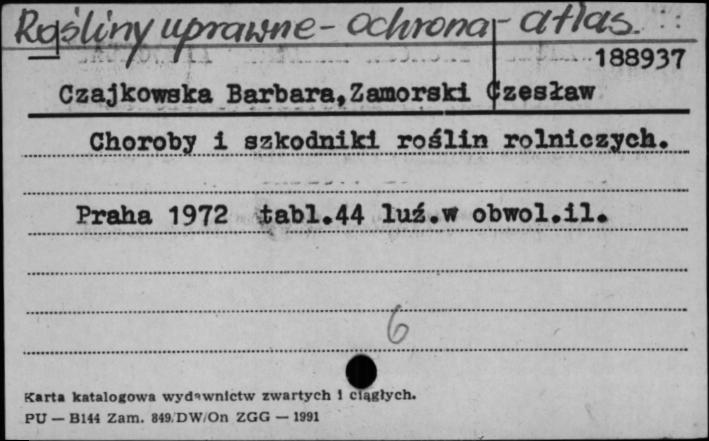 Rośliny uprawne - ochrona - atlas.
188937
Czajkowska Barbara,Zamorski Czesław
Choroby i szkodniki roślin rolniczych.
Praha 1972 tabl.44 luź.w obwol.il.
6
Karta katalogowa wydawnictw zwartych i ciągłych.
PU — B144 Zam. 849/DW/On ZGG — 1991